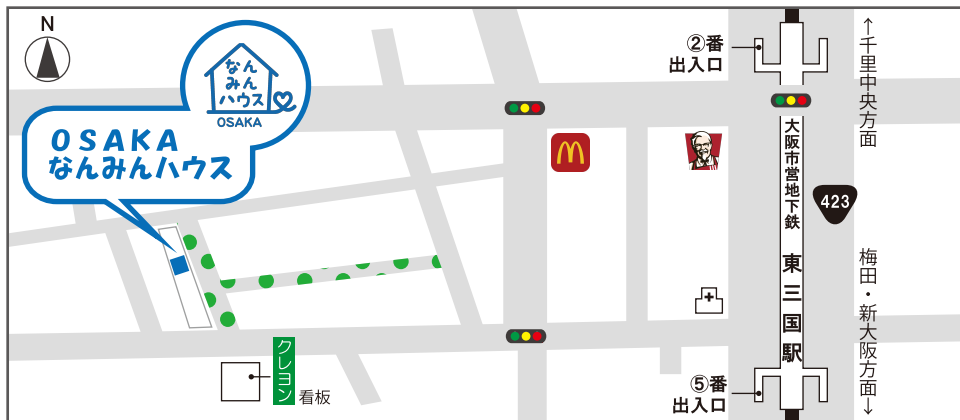 N
なん
みん
ハウス
OSAKA
OSAKA
なんみんハウス
②番
出入口
↑千里中央方面
大阪市営地下鉄
東三国駅
423
梅田・新大阪方面↓
クレヨン
看板
⑤番
出入口